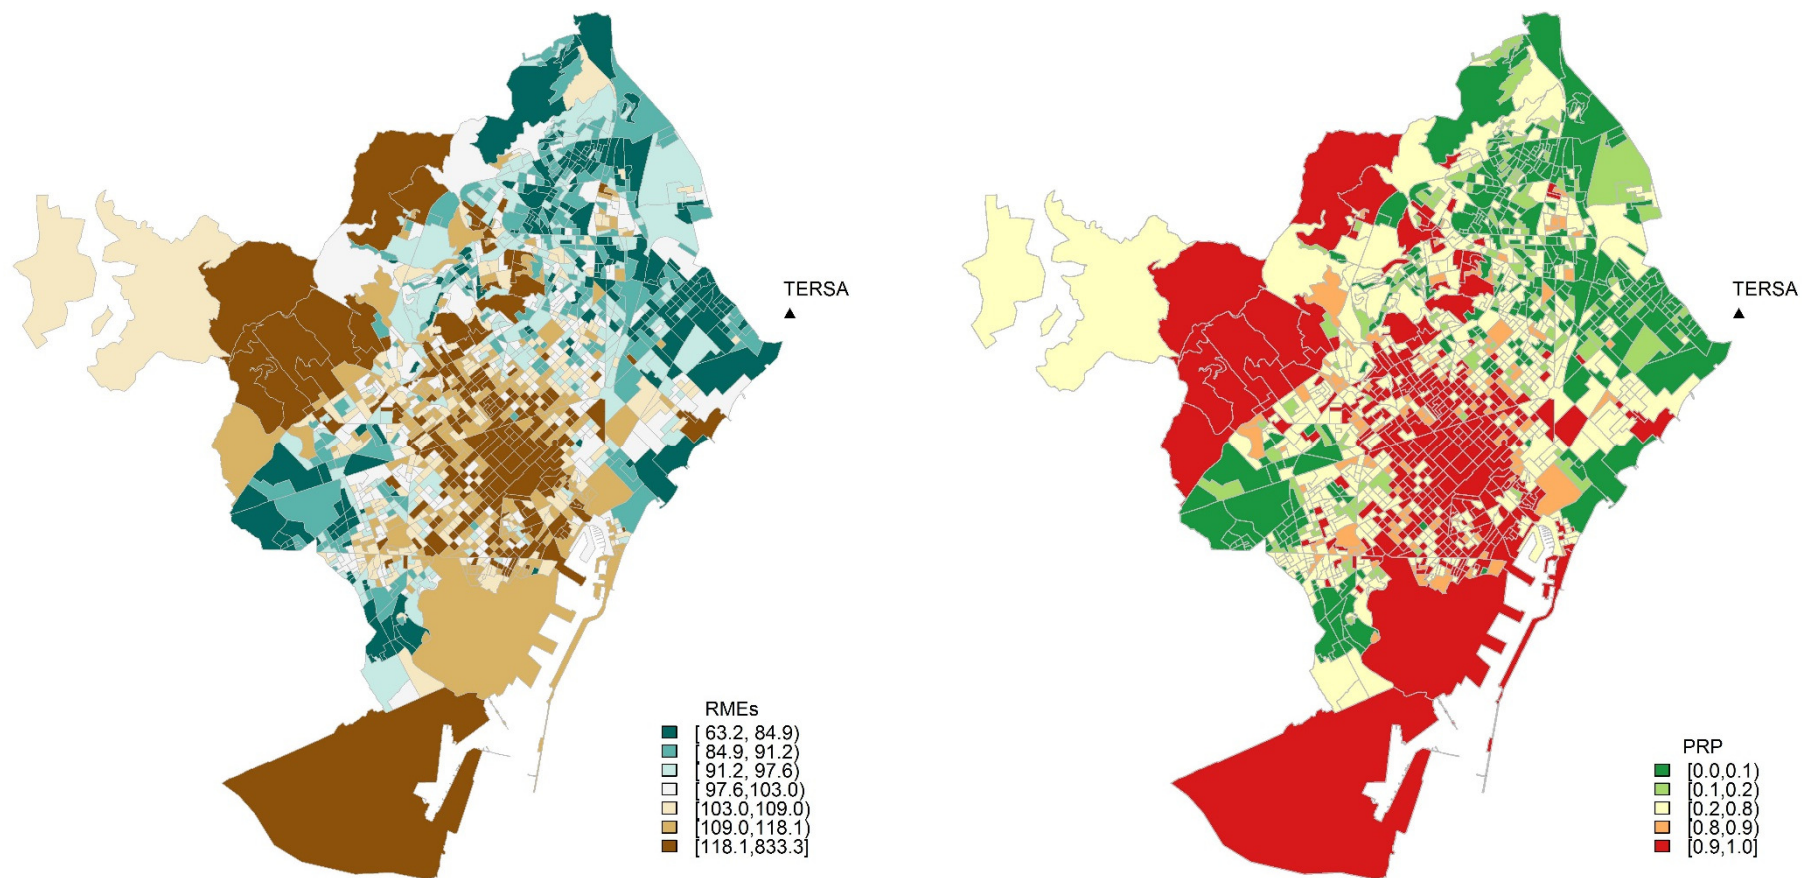 TERSA
RMEs
[ 63.2, 84.9)
[ 84.9, 91.2)
[ 91.2, 97.6)
[ 97.6,103.0)
[103.0,109.0)
[109.0,118.1)
[118.1,833.3]
TERSA
PRP
[0.0,0.1)
[0.1,0.2)
[0.2,0.8)
[0.8,0.9)
[0.9,1.0]